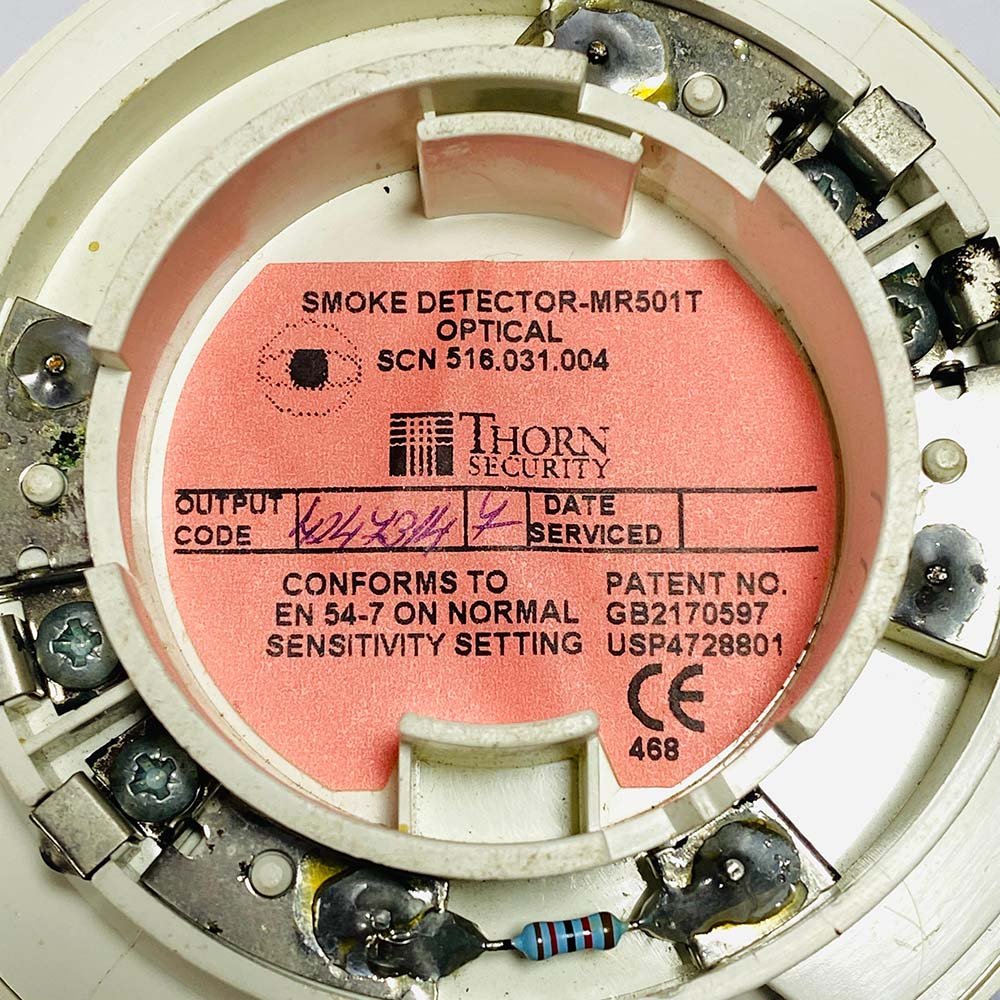 SMOKE DETECTOR-MR501T
OPTICAL
SCN 516.031.004
THORN
SECURITY
OUTPUT CODE
DATE SERVICED
CONFORMS TO
EN 54-7 ON NORMAL
SENSITIVITY SETTING
PATENT NO.
GB2170597
USP4728801
CE
468